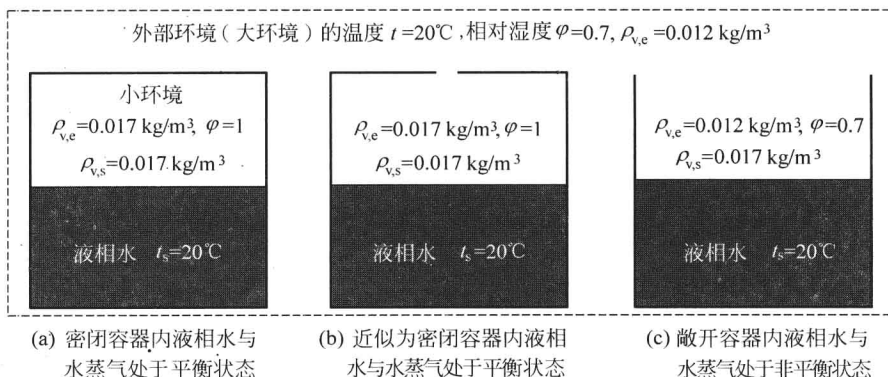 外部环境（大环境）的温度 t =20℃,相对湿度φ=0.7, ρv,e =0.012 kg/m³
小环境
ρv,e=0.017 kg/m³, φ=1
ρv,s=0.017 kg/m³
液相水 ts=20℃
ρv,e=0.017 kg/m³, φ=1
ρv,s=0.017 kg/m³
液相水 ts=20℃
ρv,e=0.012 kg/m³, φ=0.7
ρv,s=0.017 kg/m³
液相水 ts=20℃
(a) 密闭容器内液相水与
水蒸气处于平衡状态
(b) 近似为密闭容器内液相
水与水蒸气处于平衡状态
(c) 敞开容器内液相水与
水蒸气处于非平衡状态